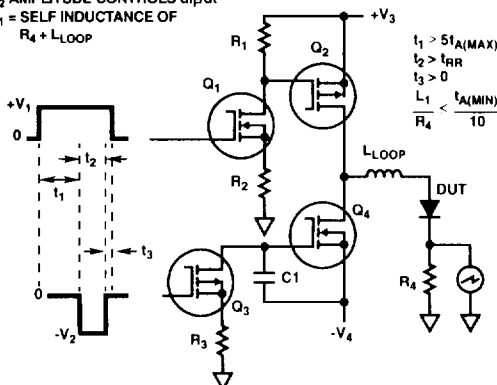 AMPLITUDE CONTROLS di/dt
= SELF INDUCTANCE OF
R4 + LLOOP
+V1
0
t2
t1
t3
0
-V2
+V3
R1
Q2
Q1
R2
t1 > 5tA(MAX)
t2 > tRR
t3 > 0
L1/R4 < tA(MIN)/10
LLOOP
DUT
Q4
C1
R4
Q3
R3
-V4